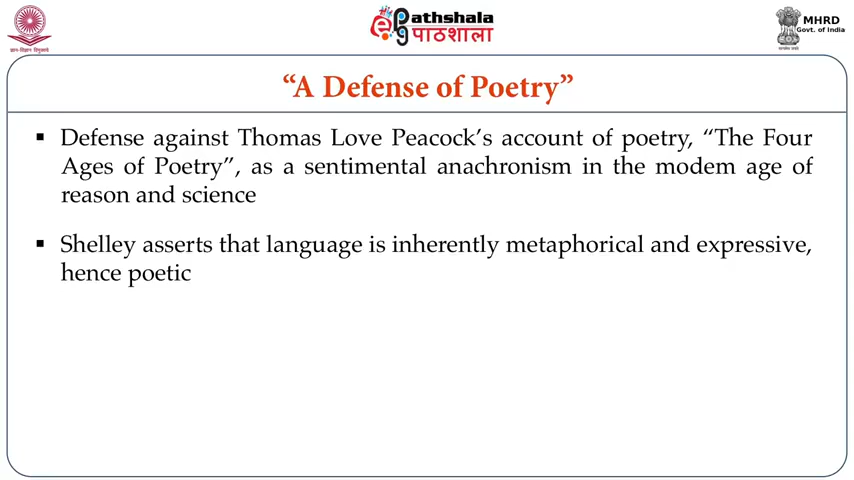 ज्ञान-विज्ञान विमुक्तये
ePathshala
पाठशाला
MHRD
Govt. of India
“A Defense of Poetry”
▪ Defense against Thomas Love Peacock’s account of poetry, “The Four
Ages of Poetry”, as a sentimental anachronism in the modem age of
reason and science
▪ Shelley asserts that language is inherently metaphorical and expressive,
hence poetic